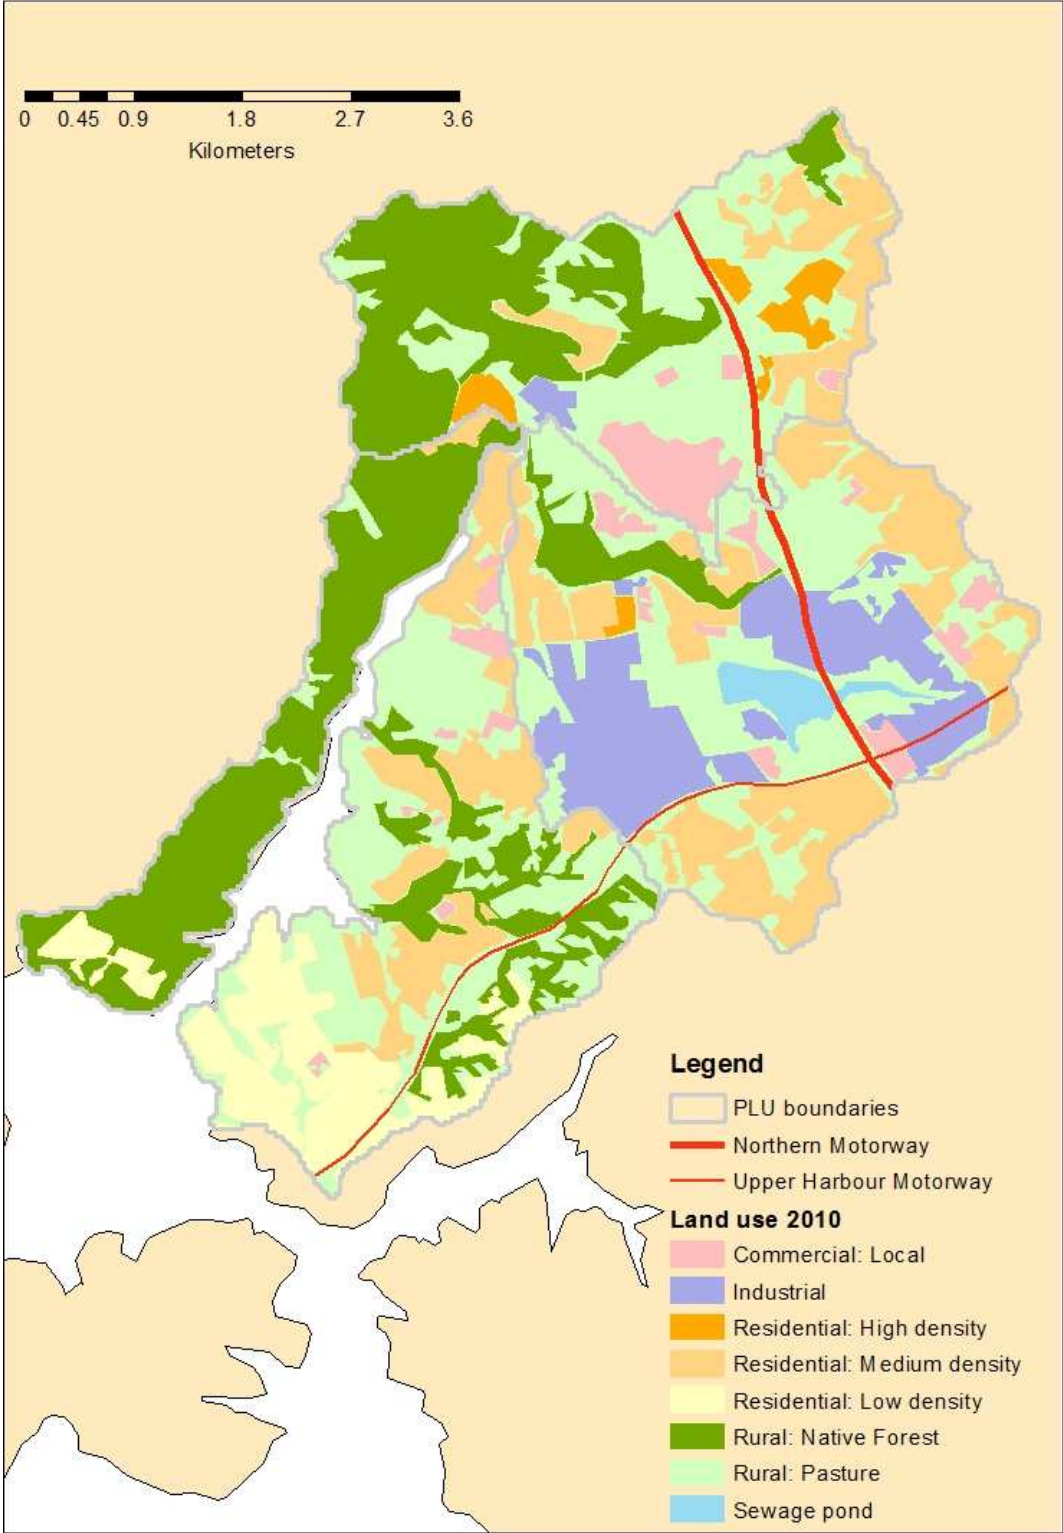 0 0.45 0.9 1.8 2.7 3.6
Kilometers
Legend
PLU boundaries
Northern Motorway
Upper Harbour Motorway
Land use 2010
Commercial: Local
Industrial
Residential: High density
Residential: Medium density
Residential: Low density
Rural: Native Forest
Rural: Pasture
Sewage pond